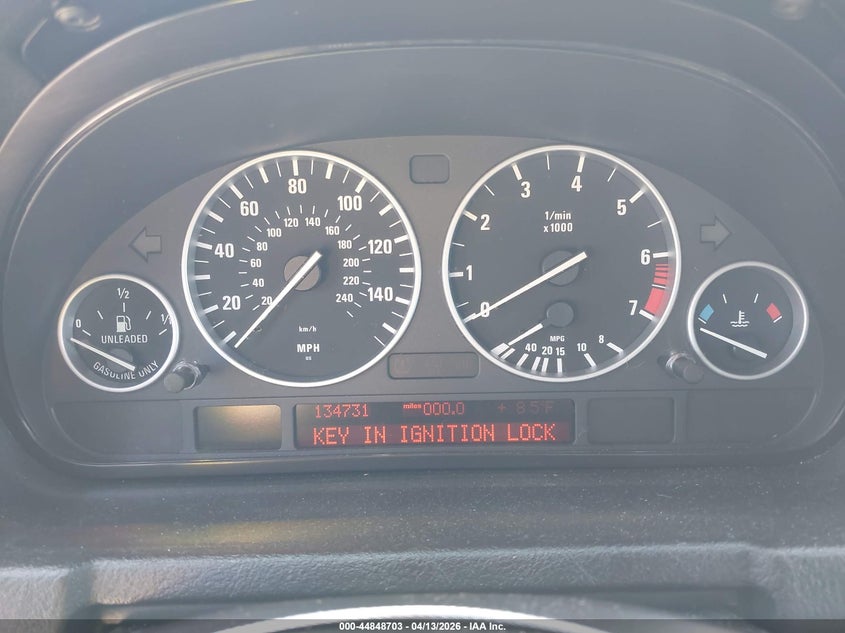 20 40 60 80 100 120 140
20 40 60 80 100 120 140 160 180 200 220 240
km/h
MPH
US
0 1 2 3 4 5 6 7
1/min
x 1000
MPG
40 20 15 10 8
0 1/2 1/1
UNLEADED
GASOLINE ONLY
134731 miles 000.0 + 85°F
KEY IN IGNITION LOCK
000-44848703 - 04/13/2026 - IAA Inc.